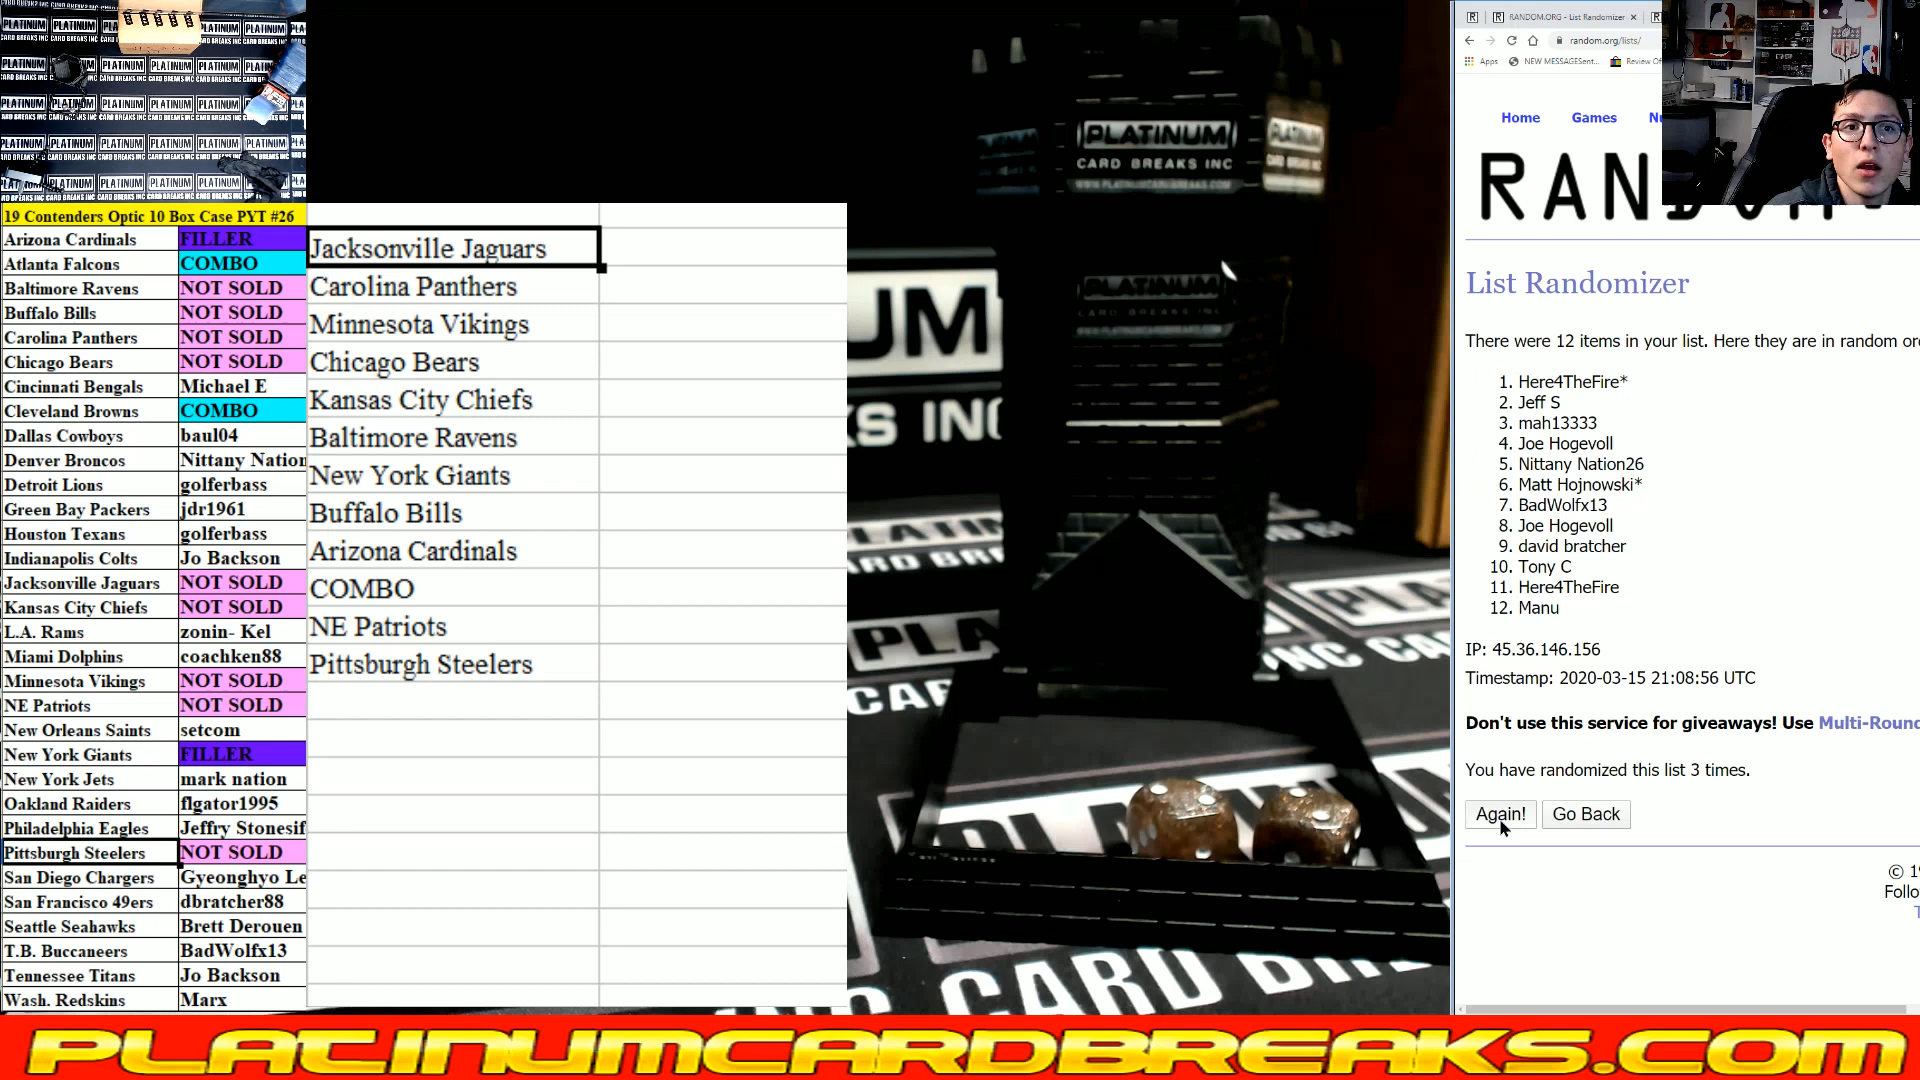 19 Contenders Optic 10 Box Case PYT #26
Arizona Cardinals FILLER
Atlanta Falcons COMBO
Baltimore Ravens NOT SOLD
Buffalo Bills NOT SOLD
Carolina Panthers NOT SOLD
Chicago Bears NOT SOLD
Cincinnati Bengals Michael E
Cleveland Browns COMBO
Dallas Cowboys baul04
Denver Broncos Nittany Nation
Detroit Lions golferbass
Green Bay Packers jdr1961
Houston Texans golferbass
Indianapolis Colts Jo Backson
Jacksonville Jaguars NOT SOLD
Kansas City Chiefs NOT SOLD
L.A. Rams zonin- Kel
Miami Dolphins coachken88
Minnesota Vikings NOT SOLD
NE Patriots NOT SOLD
New Orleans Saints setcom
New York Giants FILLER
New York Jets mark nation
Oakland Raiders flgator1995
Philadelphia Eagles Jeffry Stonesif
Pittsburgh Steelers NOT SOLD
San Diego Chargers Gyeonghyo Le
San Francisco 49ers dbratcher88
Seattle Seahawks Brett Derouen
T.B. Buccaneers BadWolfx13
Tennessee Titans Jo Backson
Wash. Redskins Marx
Jacksonville Jaguars
Carolina Panthers
Minnesota Vikings
Chicago Bears
Kansas City Chiefs
Baltimore Ravens
New York Giants
Buffalo Bills
Arizona Cardinals
COMBO
NE Patriots
Pittsburgh Steelers
PLATINUM
CARD BREAKS INC
WWW.PLATINUMCARDBREAKS.COM
RANDOM.ORG - List Randomizer
random.org/lists/
Apps NEW MESSAGESent... Review Of
Home Games Nu
RANDOM
List Randomizer
There were 12 items in your list. Here they are in random or
1. Here4TheFire*
2. Jeff S
3. mah13333
4. Joe Hogevoll
5. Nittany Nation26
6. Matt Hojnowski*
7. BadWolfx13
8. Joe Hogevoll
9. david bratcher
10. Tony C
11. Here4TheFire
12. Manu
IP: 45.36.146.156
Timestamp: 2020-03-15 21:08:56 UTC
Don't use this service for giveaways! Use Multi-Round
You have randomized this list 3 times.
Again! Go Back
© 19
Follo
PLATINUMCARDBREAKS.COM